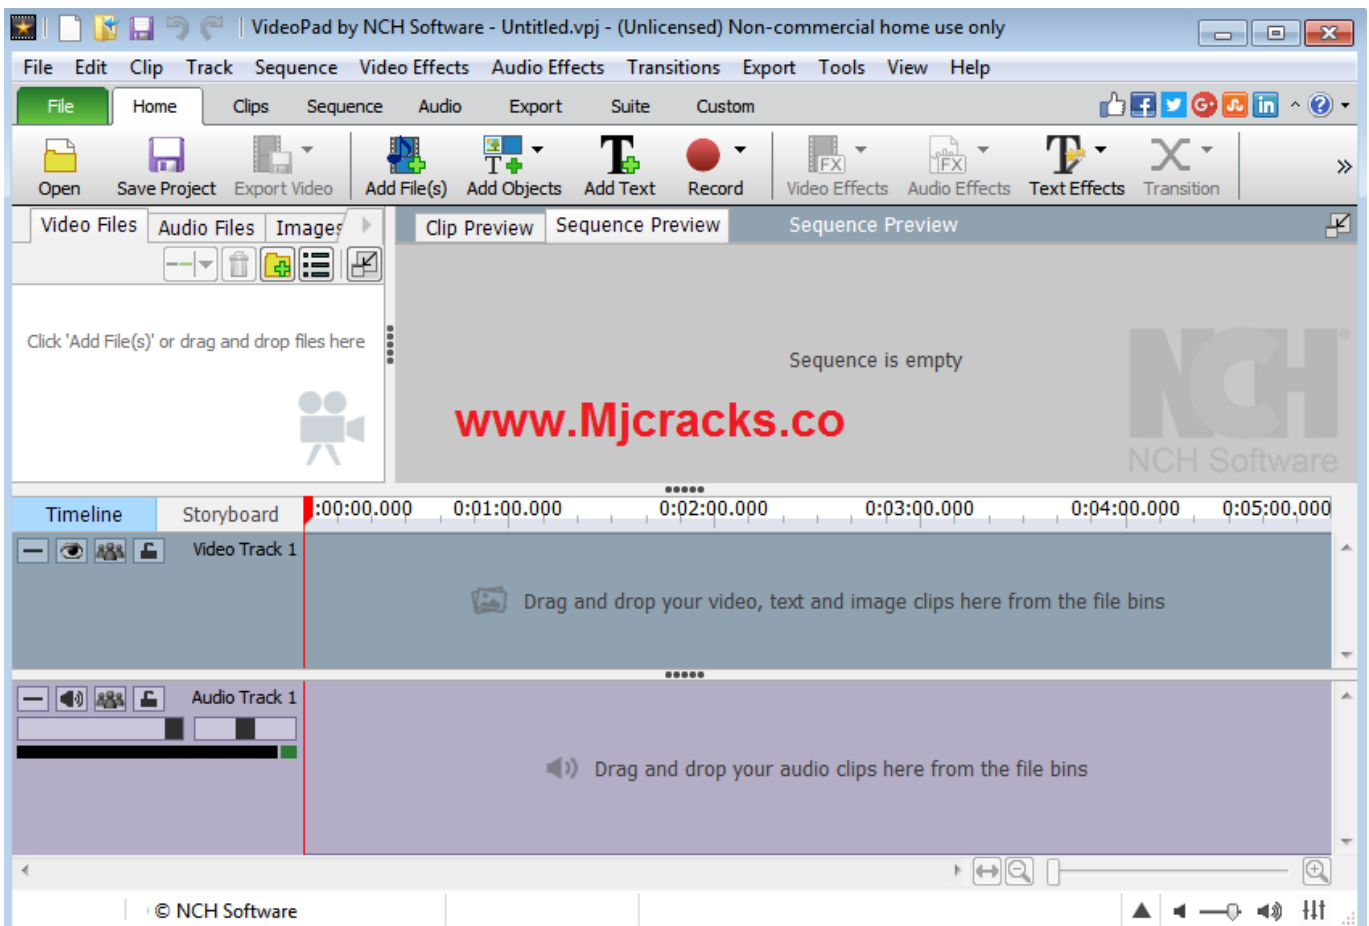 VideoPad by NCH Software - Untitled.vpj - (Unlicensed) Non-commercial home use only
File Edit Clip Track Sequence Video Effects Audio Effects Transitions Export Tools View Help
File Home Clips Sequence Audio Export Suite Custom
Open Save Project Export Video Add File(s) Add Objects Add Text Record Video Effects Audio Effects Text Effects Transition
Video Files Audio Files Images Clip Preview Sequence Preview Sequence Preview
Click 'Add File(s)' or drag and drop files here
Sequence is empty
www.Mjcracks.co
NCH
NCH Software
Timeline Storyboard :00:00.000 0:01:00.000 0:02:00.000 0:03:00.000 0:04:00.000 0:05:00.000
Video Track 1
Drag and drop your video, text and image clips here from the file bins
Audio Track 1
Drag and drop your audio clips here from the file bins
© NCH Software